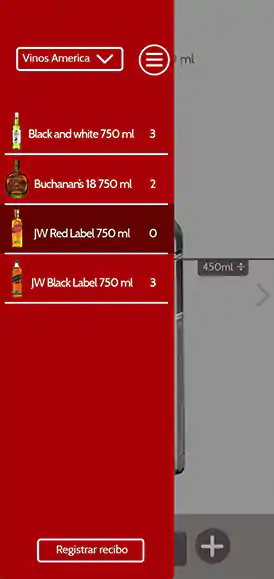 Vinos America
ml
Black and white 750 ml 3
Buchanan's 18 750 ml 2
JW Red Label 750 ml 0
450ml
JW Black Label 750 ml 3
Registrar recibo